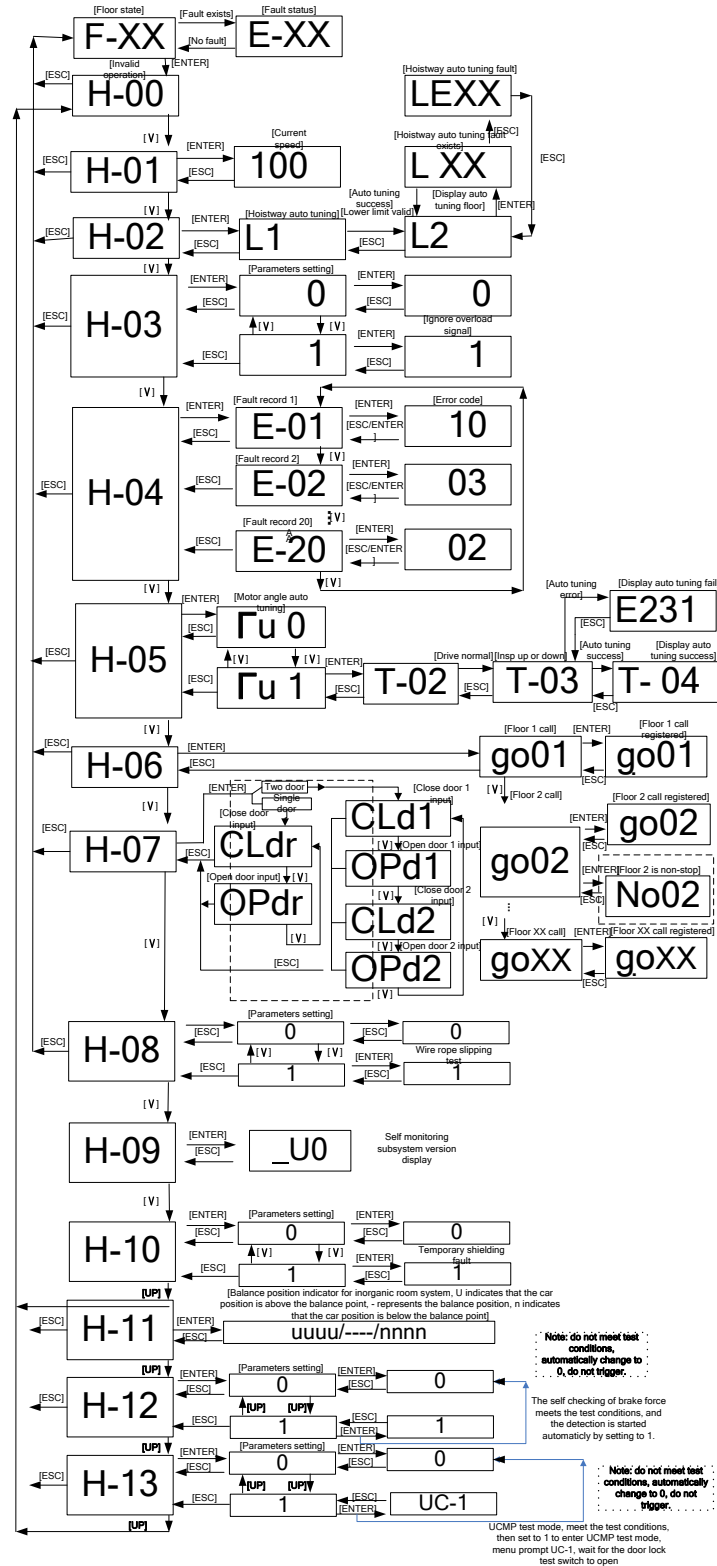 [Floor state]
F-XX
[Fault exists]
[No fault]
[Fault status]
E-XX
[Invalid operation]
[ENTER]
[ESC]
H-00
[V]
[Hoistway auto tuning fault]
LEXX
[ESC]
[Hoistway auto tuning fault exists]
L XX
[ESC]
[ESC]
H-01
[ENTER]
[ESC]
[Current speed]
100
[V]
[ESC]
H-02
[ENTER]
[ESC]
[Hoistway auto tuning]
L1
[Auto tuning success]
[Lower limit valid]
[ESC]
[Display auto tuning floor]
[ENTER]
L2
[V]
[ESC]
H-03
[ENTER]
[ESC]
[Parameters setting]
0
[ENTER]
[ESC]
0
[V]
[V]
[ESC]
1
[ENTER]
[ESC]
[Ignore overload signal]
1
[V]
[ESC]
H-04
[ENTER]
[ESC]
[Fault record 1]
E-01
[ENTER]
[ESC/ENTER]
[Error code]
10
[V]
[ESC]
[Fault record 2]
E-02
[ENTER]
[ESC/ENTER]
03
[V]
[ESC]
[Fault record 20]
E-20
[ENTER]
[ESC/ENTER]
02
[V]
[V]
[ESC]
H-05
[ENTER]
[ESC]
[Motor angle auto tuning]
Γu 0
[V]
[V]
[ESC]
Γu 1
[ENTER]
[ESC]
T-02
[Drive normal]
[ESC]
[Insp up or down]
T-03
[Auto tuning error]
[ESC]
[Display auto tuning fail]
E231
[Auto tuning success]
[ESC]
[Display auto tuning success]
T- 04
[V]
[ESC]
H-06
[ENTER]
[ESC]
[Floor 1 call]
go01
[ENTER]
[ESC]
[Floor 1 call registered]
go01
[V]
[Floor 2 call]
go02
[ENTER]
[ESC]
[Floor 2 call registered]
go02
[ENTER]
[ESC]
[Floor 2 is non-stop]
No02
...
[V]
[Floor XX call]
goXX
[ENTER]
[ESC]
[Floor XX call registered]
goXX
[V]
[ESC]
H-07
[ENTER]
[ESC]
Two door
Single door
[Close door input]
CLdr
[V]
[Open door input]
OPdr
[V]
[ESC]
[Close door 1 input]
CLd1
[V]
[Open door 1 input]
OPd1
[V]
[Close door 2 input]
CLd2
[V]
[Open door 2 input]
OPd2
[V]
[V]
[ESC]
H-08
[ENTER]
[ESC]
[Parameters setting]
0
[ENTER]
[ESC]
0
[V]
[V]
[ESC]
1
[ENTER]
[ESC]
Wire rope slipping test
1
[V]
H-09
[ENTER]
[ESC]
_U0
Self monitoring
subsystem version
display
[V]
H-10
[ENTER]
[ESC]
[Parameters setting]
0
[ENTER]
[ESC]
0
[V]
[V]
[ESC]
1
[ENTER]
[ESC]
Temporary shielding fault
1
[UP]
[Balance position indicator for inorganic room system, U indicates that the car
position is above the balance point, - represents the balance position, n indicates
that the car position is below the balance point]
[ESC]
H-11
[ENTER]
[ESC]
uuuu/----/nnnn
[UP]
Note: do not meet test
conditions,
automatically change to
0, do not trigger.
[ESC]
H-12
[ENTER]
[ESC]
[Parameters setting]
0
[ENTER]
[ESC]
0
[UP]
[UP]
[ESC]
1
[ESC]
[ENTER]
1
The self checking of brake force
meets the test conditions, and
the detection is started
automaticly by setting to 1.
[UP]
[ESC]
H-13
[ENTER]
[ESC]
[Parameters setting]
0
[ENTER]
[ESC]
0
[UP]
[UP]
[ESC]
1
[ESC]
[ENTER]
UC-1
Note: do not meet test
conditions, automatically
change to 0, do not
trigger.
[UP]
UCMP test mode, meet the test conditions,
then set to 1 to enter UCMP test mode,
menu prompt UC-1, wait for the door lock
test switch to open